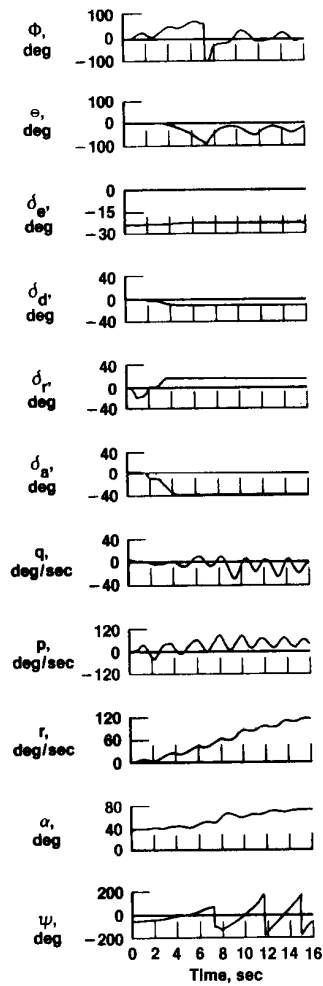 Φ,
deg
100
0
−100
Θ,
deg
100
0
−100
δe,
deg
0
−15
−30
δd,
deg
40
0
−40
δr,
deg
40
0
−40
δa,
deg
40
0
−40
q,
deg/sec
40
0
−40
p,
deg/sec
120
0
−120
r,
deg/sec
120
60
0
α,
deg
80
40
0
ψ,
deg
200
0
−200
0 2 4 6 8 10 12 14 16
Time, sec